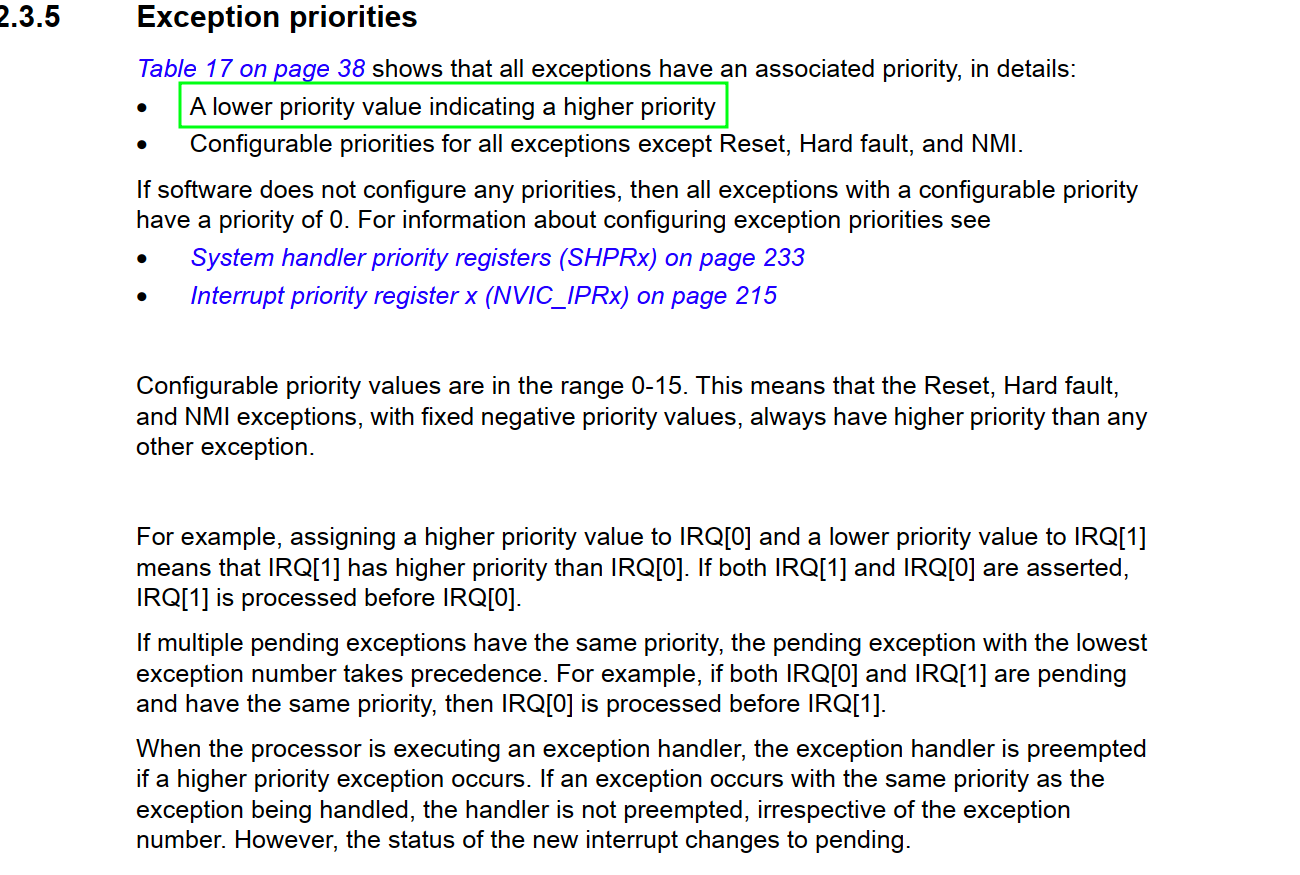 2.3.5 Exception priorities
Table 17 on page 38 shows that all exceptions have an associated priority, in details:
• A lower priority value indicating a higher priority
• Configurable priorities for all exceptions except Reset, Hard fault, and NMI.
If software does not configure any priorities, then all exceptions with a configurable priority
have a priority of 0. For information about configuring exception priorities see
• System handler priority registers (SHPRx) on page 233
• Interrupt priority register x (NVIC_IPRx) on page 215
Configurable priority values are in the range 0-15. This means that the Reset, Hard fault,
and NMI exceptions, with fixed negative priority values, always have higher priority than any
other exception.
For example, assigning a higher priority value to IRQ[0] and a lower priority value to IRQ[1]
means that IRQ[1] has higher priority than IRQ[0]. If both IRQ[1] and IRQ[0] are asserted,
IRQ[1] is processed before IRQ[0].
If multiple pending exceptions have the same priority, the pending exception with the lowest
exception number takes precedence. For example, if both IRQ[0] and IRQ[1] are pending
and have the same priority, then IRQ[0] is processed before IRQ[1].
When the processor is executing an exception handler, the exception handler is preempted
if a higher priority exception occurs. If an exception occurs with the same priority as the
exception being handled, the handler is not preempted, irrespective of the exception
number. However, the status of the new interrupt changes to pending.